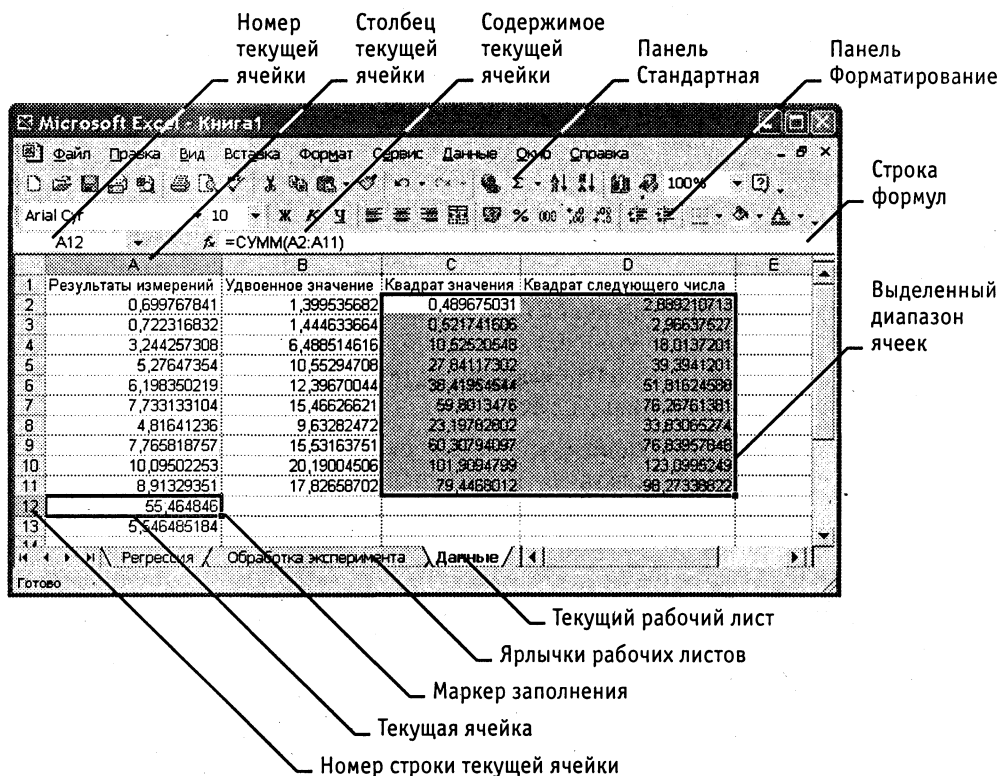 Номер текущей ячейки
Столбец текущей ячейки
Содержимое текущей ячейки
Панель Стандартная
Панель Форматирование
Microsoft Excel - Книга1
Файл Правка Вид Вставка Формат Сервис Данные Окно Справка
100%
Строка формул
Arial Cyr 10 Ж К Ч % 000
A12 fx =СУММ(A2:A11)
A B C D E
1 Результаты измерений Удвоенное значение Квадрат значения Квадрат следующего числа
2 0,699767841 1,399535682 0,489675031 2,889210713
3 0,722316832 1,444633664 0,521741606 2,96637527
4 3,244257308 6,488514616 10,52520548 18,0137201
5 5,27647354 10,55294708 27,84117302 39,3941201
6 6,198350219 12,39670044 38,41954544 51,81624588
7 7,733133104 15,46626621 59,8013476 76,26761381
8 4,81641236 9,63282472 23,19782802 33,83065274
9 7,765818757 15,53163751 60,30794097 76,83957848
10 10,09502253 20,19004506 101,9094799 123,0995249
11 8,91329351 17,82658702 79,4468012 98,27338822
12 55,464846
13 5,546485184
14
Выделенный диапазон ячеек
Регрессия Обработка эксперимента Данные
Готово
Текущий рабочий лист
Ярлычки рабочих листов
Маркер заполнения
Текущая ячейка
Номер строки текущей ячейки